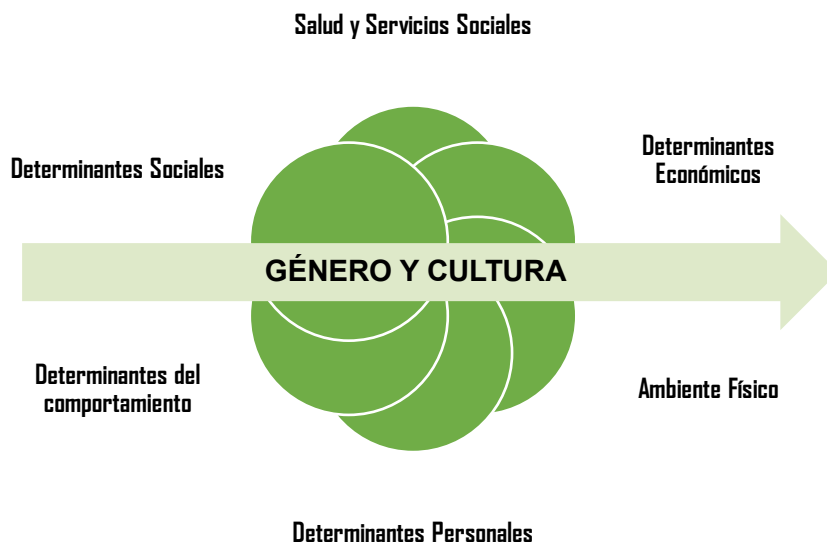 Salud y Servicios Sociales
Determinantes Sociales
Determinantes
Económicos
GÉNERO Y CULTURA
Determinantes del
comportamiento
Ambiente Físico
Determinantes Personales